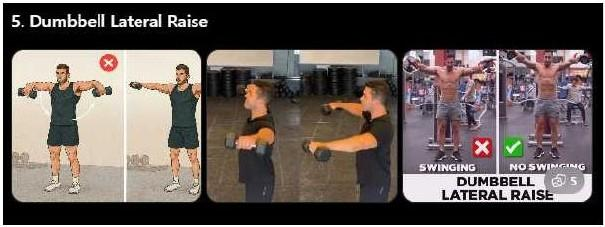 5. Dumbbell Lateral Raise
SWINGING
NO SWINGING
DUMBBELL
LATERAL RAISE
5